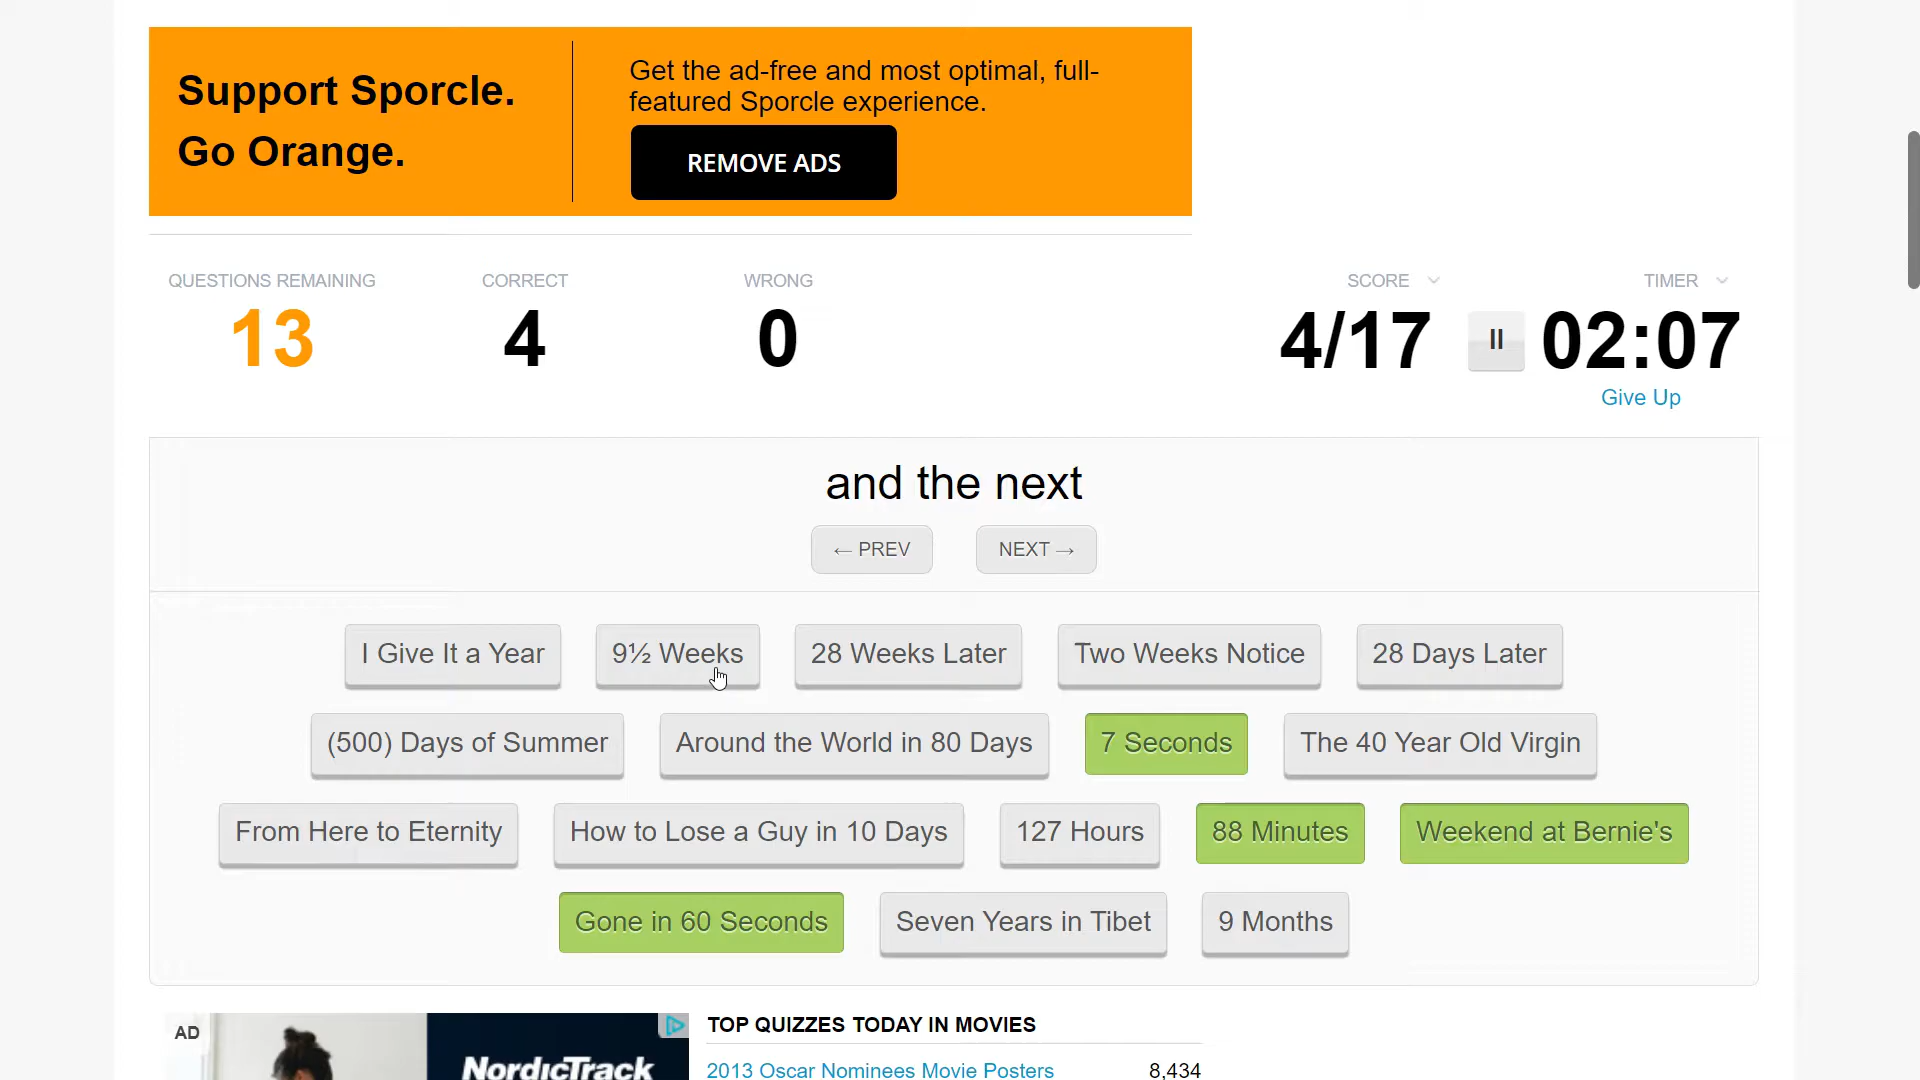 Support Sporcle.
Go Orange.
Get the ad-free and most optimal, full-
featured Sporcle experience.
REMOVE ADS
QUESTIONS REMAINING
13
CORRECT
4
WRONG
0
SCORE
4/17
TIMER
02:07
Give Up
and the next
← PREV
NEXT →
I Give It a Year
9½ Weeks
28 Weeks Later
Two Weeks Notice
28 Days Later
(500) Days of Summer
Around the World in 80 Days
7 Seconds
The 40 Year Old Virgin
From Here to Eternity
How to Lose a Guy in 10 Days
127 Hours
88 Minutes
Weekend at Bernie's
Gone in 60 Seconds
Seven Years in Tibet
9 Months
AD
NordicTrack
TOP QUIZZES TODAY IN MOVIES
2013 Oscar Nominees Movie Posters
8,434